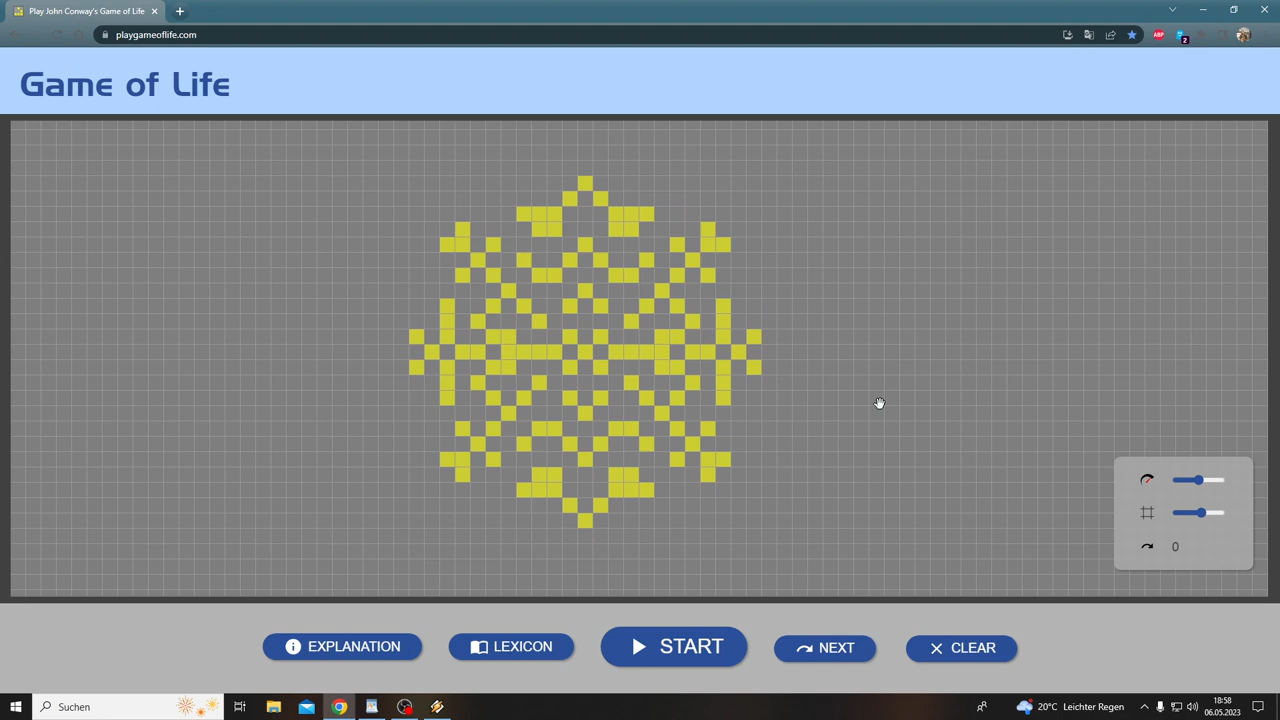 Play John Conway's Game of Life
playgameoflife.com
2
Game of Life
0
EXPLANATION
LEXICON
START
NEXT
CLEAR
Suchen
20°C Leichter Regen
18:58
06.05.2023